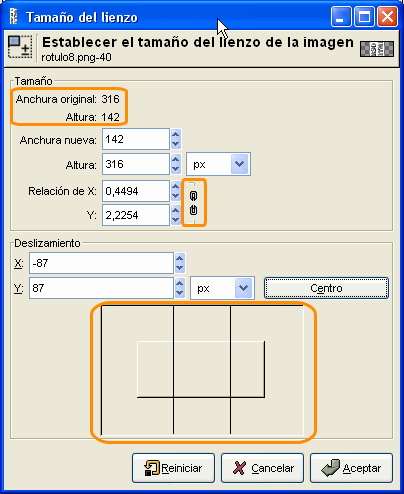 Tamaño del lienzo
Establecer el tamaño del lienzo de la imagen
rotulo8.png-40
Tamaño
Anchura original: 316
Altura: 142
Anchura nueva: 142
Altura: 316 px
Relación de X: 0,4494
Y: 2,2254
Deslizamiento
X: -87
Y: 87 px Centro
Reiniciar Cancelar Aceptar